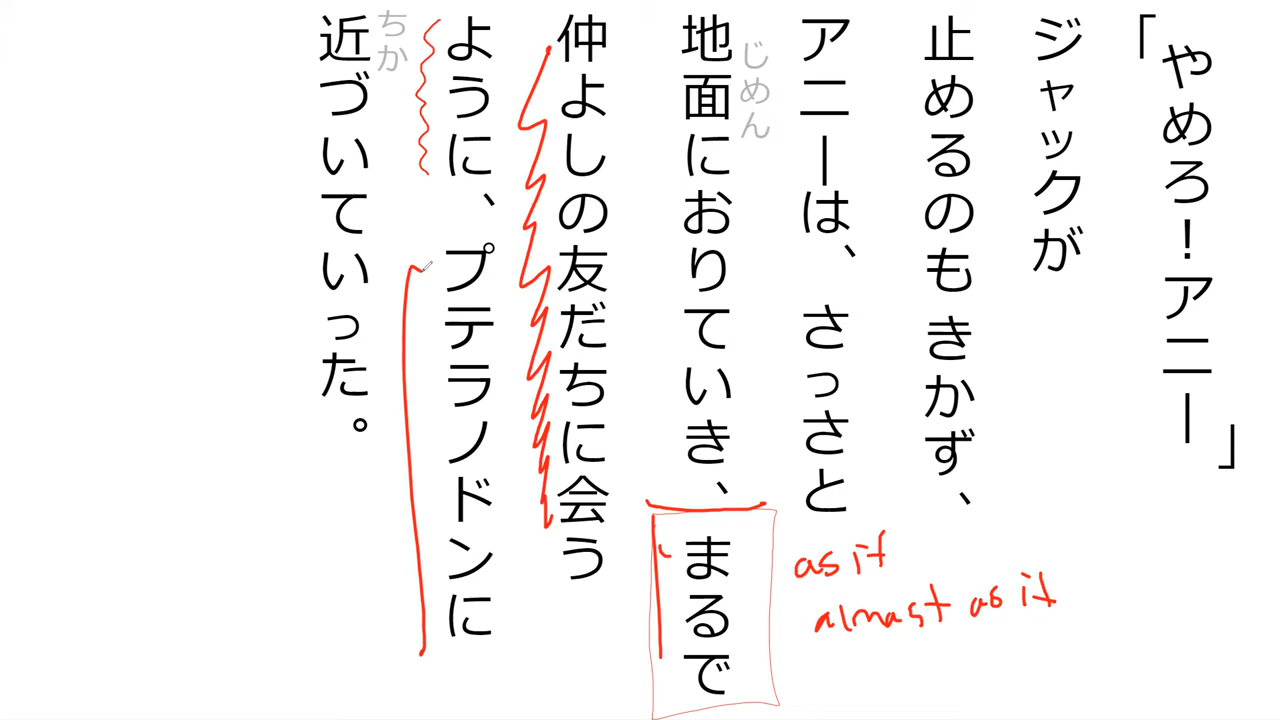 「やめろ！アニー」
ジャックが
止めるのもきかず、
アニーは、さっさと
地面におりていき、まるで
じめん
仲よしの友だちに会う
ように、プテラノドンに
近づいていった。
ちか
as if
almost as if